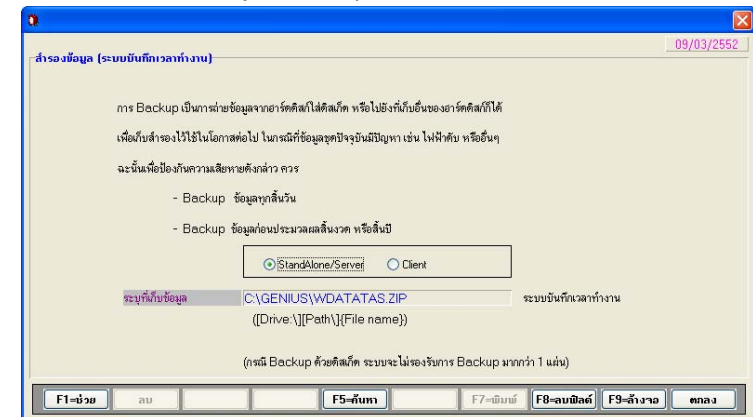 09/03/2552
สำรองข้อมูล (ระบบบันทึกเวลาทำงาน)
การ Backup เป็นการถ่ายข้อมูลจากฮาร์ดดิสก์ใส่ดิสเก็ต หรือไปยังที่เก็บอื่นของฮาร์ดดิสก์ก็ได้
เพื่อเก็บสำรองไว้ใช้ในโอกาสต่อไป ในกรณีที่ข้อมูลชุดปัจจุบันมีปัญหา เช่น ไฟฟ้าดับ หรืออื่นๆ
ฉะนั้นเพื่อป้องกันความเสียหายดังกล่าว ควร
- Backup ข้อมูลทุกสิ้นวัน
- Backup ข้อมูลก่อนประมวลผลสิ้นงวด หรือสิ้นปี
StandAlone/Server Client
ระบุที่เก็บข้อมูล C:\GENIUS\WDATATAS.ZIP ระบบบันทึกเวลาทำงาน
([Drive:\][Path\]{File name})
(กรณี Backup ด้วยดิสเก็ต ระบบจะไม่รองรับการ Backup มากกว่า 1 แผ่น)
F1=ช่วย ลบ F5=ค้นหา F7=พิมพ์ F8=ลบฟิลด์ F9=ล้างจอ ตกลง